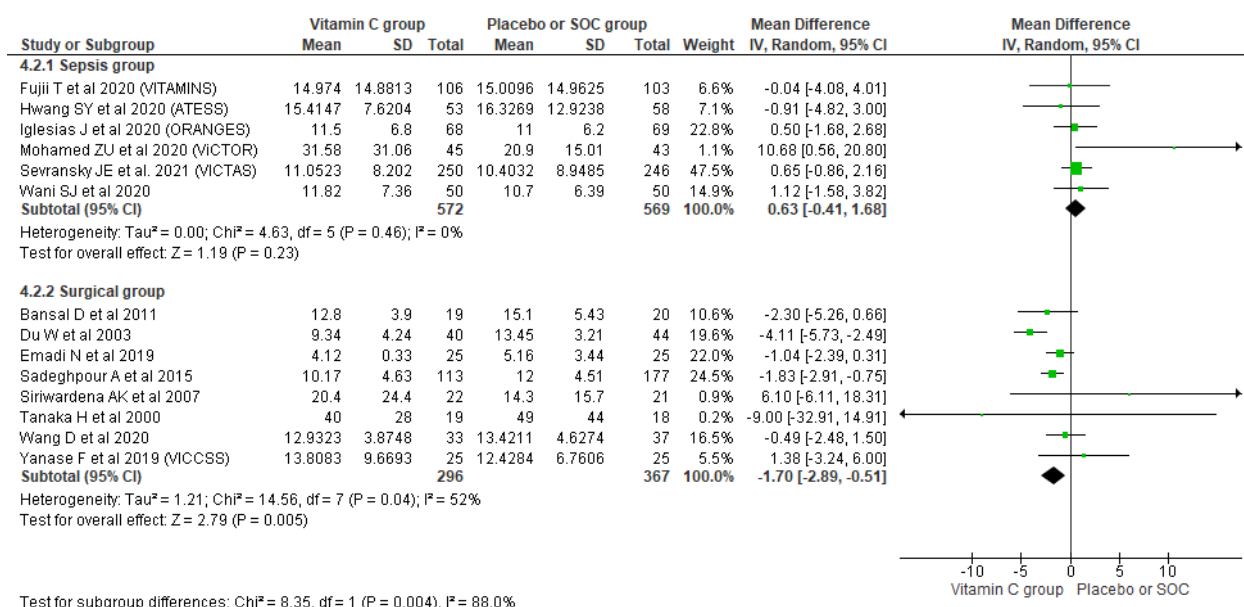 Vitamin C group Placebo or SOC group Mean Difference Mean Difference
Study or Subgroup Mean SD Total Mean SD Total Weight IV, Random, 95% CI IV, Random, 95% CI
4.2.1 Sepsis group
Fujii T et al 2020 (VITAMINS) 14.974 14.8813 106 15.0096 14.9625 103 6.6% -0.04 [-4.08, 4.01]
Hwang SY et al 2020 (ATESS) 15.4147 7.6204 53 16.3269 12.9238 58 7.1% -0.91 [-4.82, 3.00]
Iglesias J et al 2020 (ORANGES) 11.5 6.8 68 11 6.2 69 22.8% 0.50 [-1.68, 2.68]
Mohamed ZU et al 2020 (ViCTOR) 31.58 31.06 45 20.9 15.01 43 1.1% 10.68 [0.56, 20.80]
Sevransky JE et al. 2021 (VICTAS) 11.0523 8.202 250 10.4032 8.9485 246 47.5% 0.65 [-0.86, 2.16]
Wani SJ et al 2020 11.82 7.36 50 10.7 6.39 50 14.9% 1.12 [-1.58, 3.82]
Subtotal (95% CI) 572 569 100.0% 0.63 [-0.41, 1.68]
Heterogeneity: Tau² = 0.00; Chi² = 4.63, df = 5 (P = 0.46); I² = 0%
Test for overall effect: Z = 1.19 (P = 0.23)
4.2.2 Surgical group
Bansal D et al 2011 12.8 3.9 19 15.1 5.43 20 10.6% -2.30 [-5.26, 0.66]
Du W et al 2003 9.34 4.24 40 13.45 3.21 44 19.6% -4.11 [-5.73, -2.49]
Emadi N et al 2019 4.12 0.33 25 5.16 3.44 25 22.0% -1.04 [-2.39, 0.31]
Sadeghpour A et al 2015 10.17 4.63 113 12 4.51 177 24.5% -1.83 [-2.91, -0.75]
Siriwardena AK et al 2007 20.4 24.4 22 14.3 15.7 21 0.9% 6.10 [-6.11, 18.31]
Tanaka H et al 2000 40 28 19 49 44 18 0.2% -9.00 [-32.91, 14.91]
Wang D et al 2020 12.9323 3.8748 33 13.4211 4.6274 37 16.5% -0.49 [-2.48, 1.50]
Yanase F et al 2019 (VICCSS) 13.8083 9.6693 25 12.4284 6.7606 25 5.5% 1.38 [-3.24, 6.00]
Subtotal (95% CI) 296 367 100.0% -1.70 [-2.89, -0.51]
Heterogeneity: Tau² = 1.21; Chi² = 14.56, df = 7 (P = 0.04); I² = 52%
Test for overall effect: Z = 2.79 (P = 0.005)
-10 -5 0 5 10
Vitamin C group Placebo or SOC
Test for subgroup differences: Chi² = 8.35, df = 1 (P = 0.004), I² = 88.0%